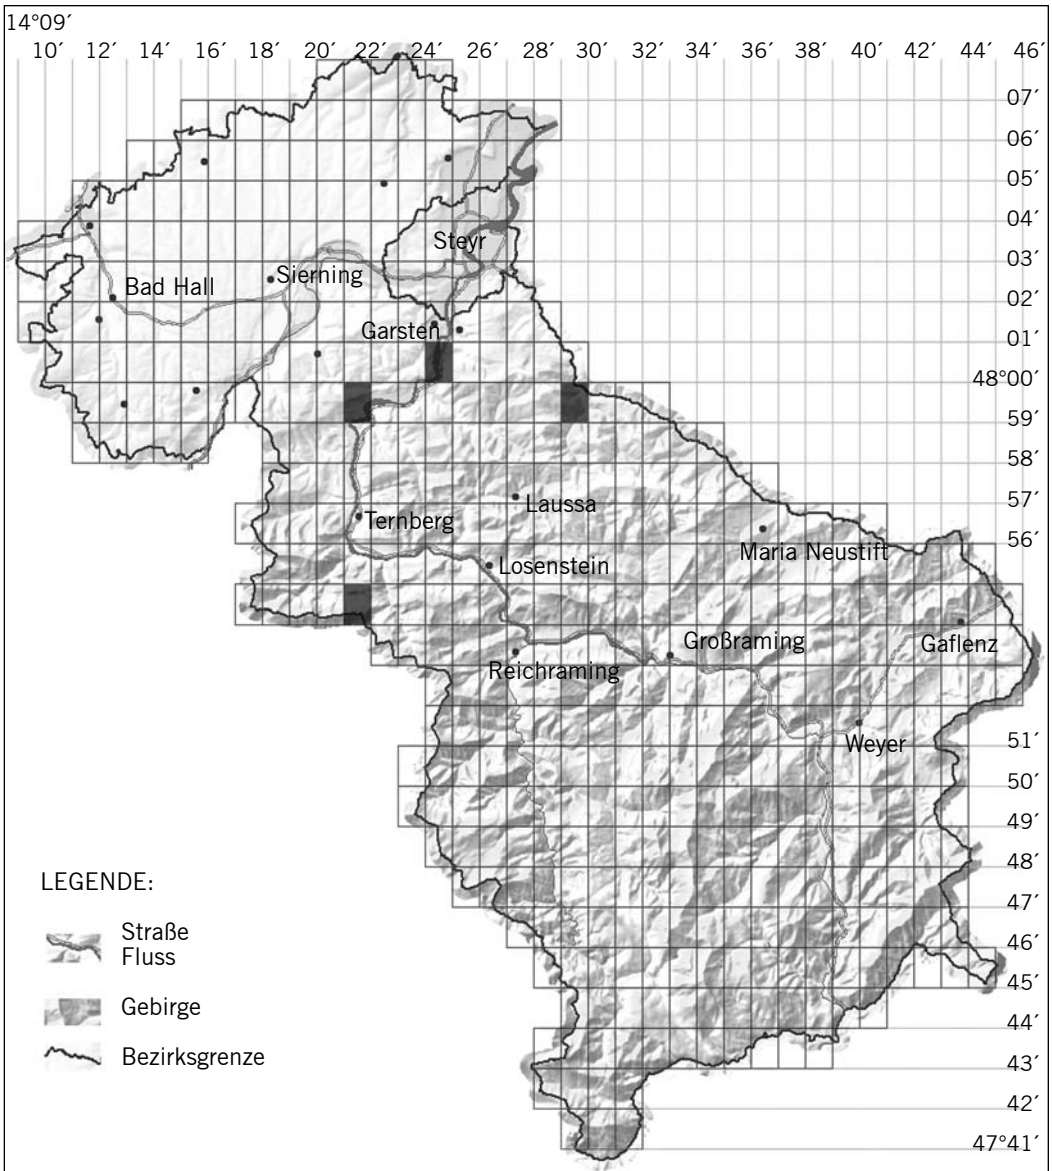 14°09´
10´ 12´ 14´ 16´ 18´ 20´ 22´ 24´ 26´ 28´ 30´ 32´ 34´ 36´ 38´ 40´ 42´ 44´ 46´
07´
06´
05´
04´
Steyr
03´
Sierning
Bad Hall
02´
Garsten
01´
48°00´
59´
58´
57´
Laussa
Ternberg
56´
Maria Neustift
Losenstein
Großraming
Gaflenz
Reichraming
51´
Weyer
50´
49´
48´
LEGENDE:
47´
Straße
Fluss
46´
45´
Gebirge
44´
Bezirksgrenze
43´
42´
47°41´